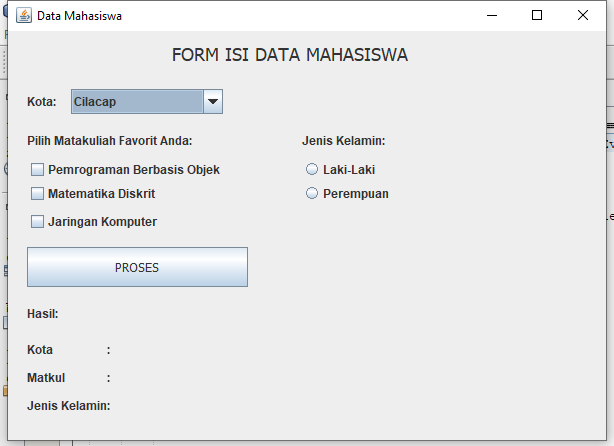 Data Mahasiswa
FORM ISI DATA MAHASISWA
Kota: Cilacap
Pilih Matakuliah Favorit Anda: Jenis Kelamin:
Pemrograman Berbasis Objek Laki-Laki
Matematika Diskrit Perempuan
Jaringan Komputer
PROSES
Hasil:
Kota :
Matkul :
Jenis Kelamin: